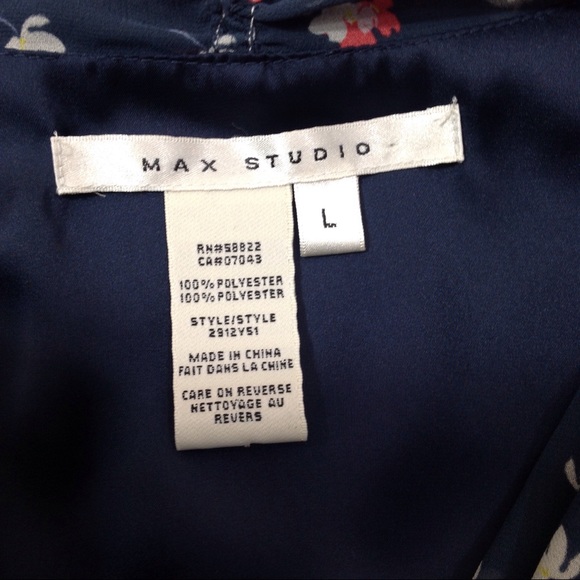 MAX STUDIO
L
RN#58822
CA#07043
100% POLYESTER
100% POLYESTER
STYLE/STYLE
2912Y51
MADE IN CHINA
FAIT DANS LA CHINE
CARE ON REVERSE
NETTOYAGE AU
REVERS